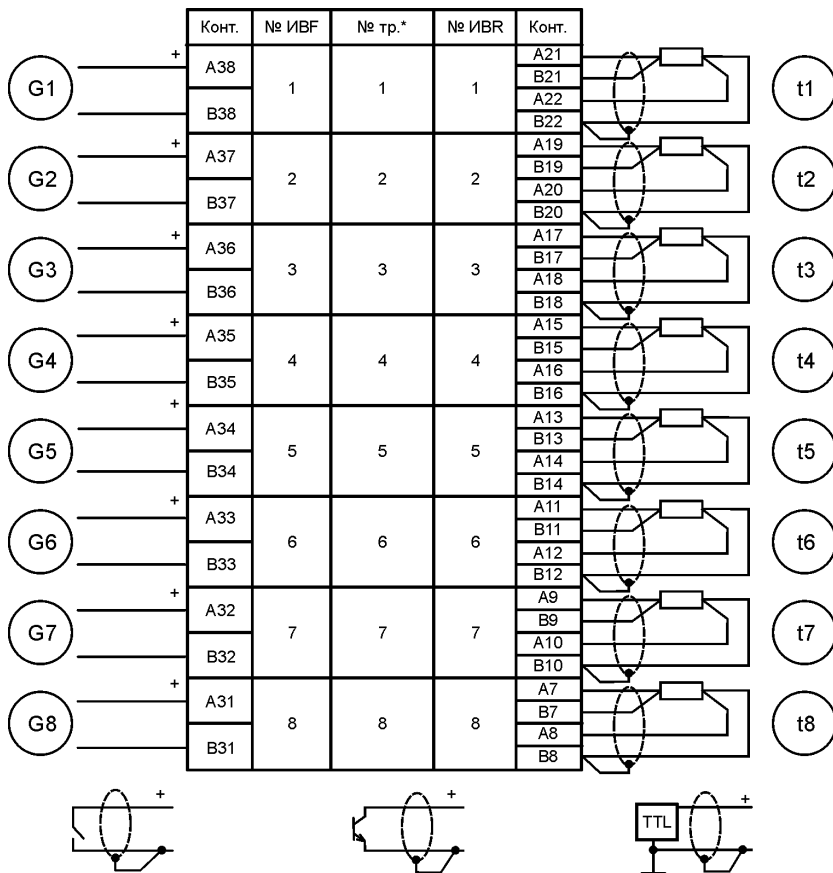 Конт. № ИВF № тр.* № ИВR Конт.
G1 + A38 B38 1 1 1 A21 B21 A22 B22 t1
G2 + A37 B37 2 2 2 A19 B19 A20 B20 t2
G3 + A36 B36 3 3 3 A17 B17 A18 B18 t3
G4 + A35 B35 4 4 4 A15 B15 A16 B16 t4
G5 + A34 B34 5 5 5 A13 B13 A14 B14 t5
G6 + A33 B33 6 6 6 A11 B11 A12 B12 t6
G7 + A32 B32 7 7 7 A9 B9 A10 B10 t7
G8 + A31 B31 8 8 8 A7 B7 A8 B8 t8
+ + TTL +